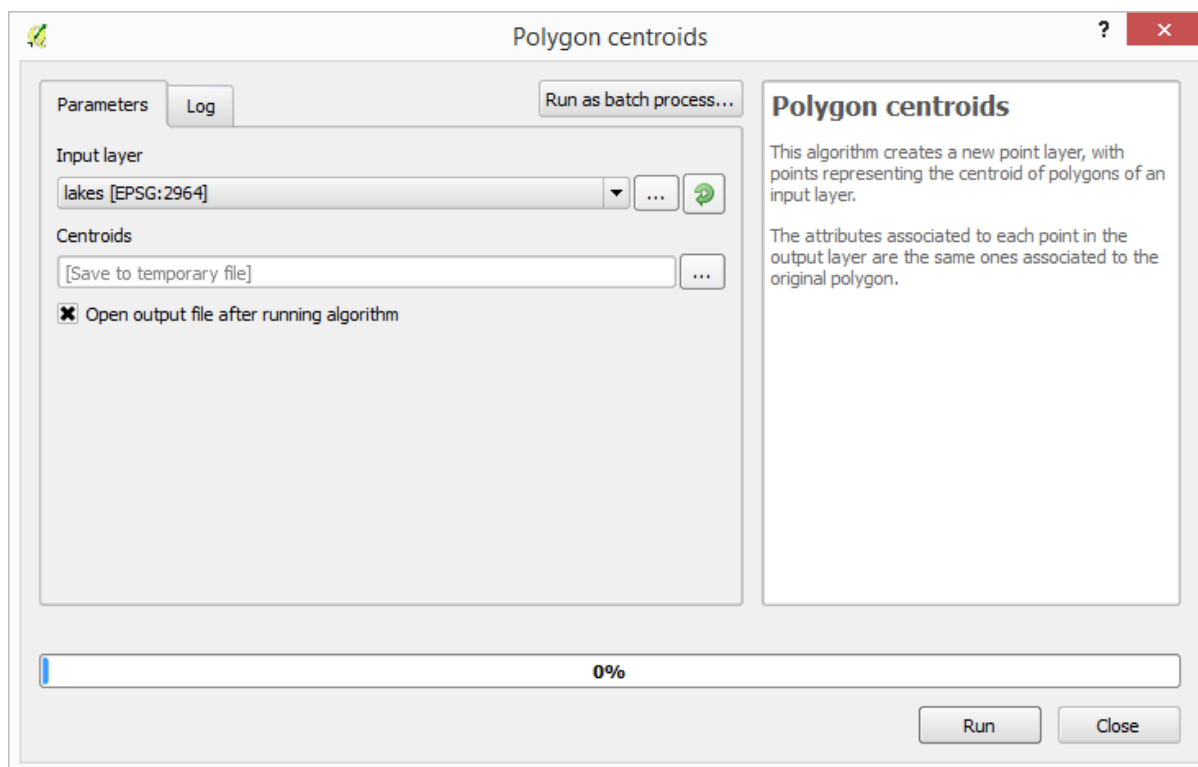 Polygon centroids
?
Parameters
Log
Run as batch process...
Input layer
lakes [EPSG:2964]
...
Centroids
[Save to temporary file]
...
Open output file after running algorithm
Polygon centroids
This algorithm creates a new point layer, with
points representing the centroid of polygons of an
input layer.
The attributes associated to each point in the
output layer are the same ones associated to the
original polygon.
0%
Run
Close